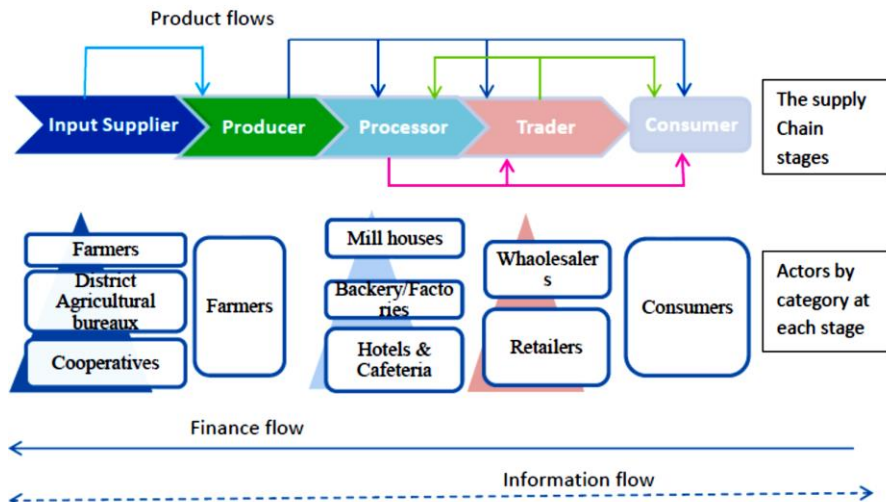 Product flows
Input Supplier
Producer
Processor
Trader
Consumer
The supply
Chain
stages
Farmers
District
Agricultural
bureaux
Cooperatives
Farmers
Mill houses
Backery/Facto
ries
Hotels &
Cafeteria
Whaolesaler
s
Retailers
Consumers
Actors by
category at
each stage
Finance flow
Information flow